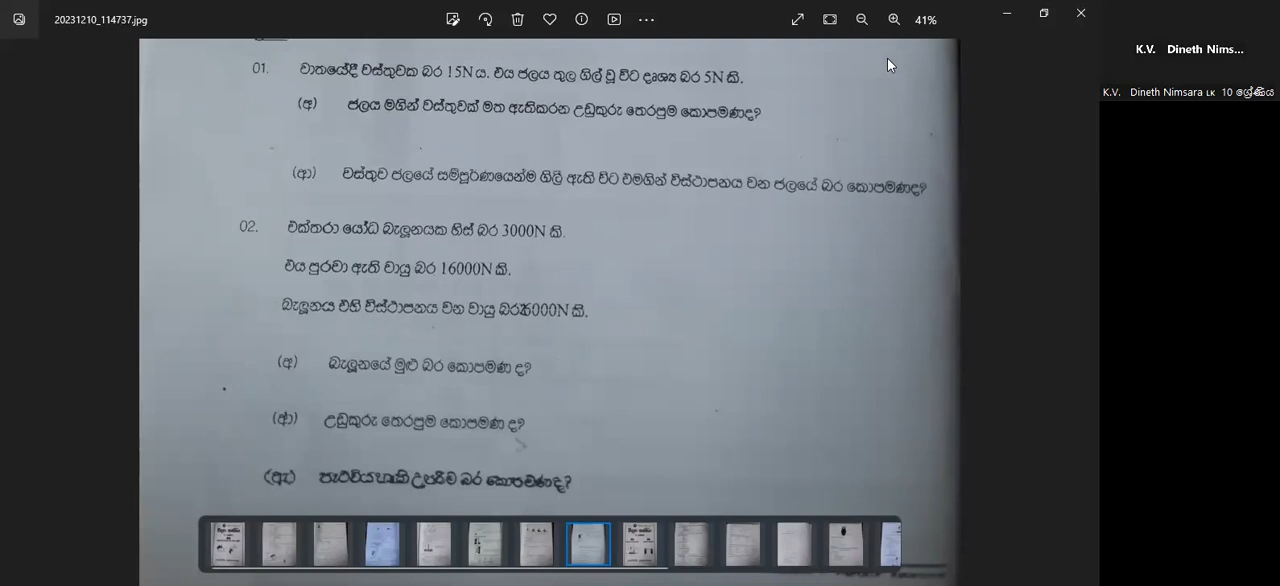 20231210_114737.jpg
41%
K.V. Dineth Nims...
K.V. Dineth Nimsara LK 10 ශ්‍රේණිය
01. වාතයේදී වස්තුවක බර 15N ය. එය ජලය තුල ගිල් වූ විට දෘශ්‍ය බර 5N කි.
(අ) ජලය මගින් වස්තුවක් මත ඇතිකරන උඩුකුරු තෙරපුම කොපමණද?
(ආ) වස්තුව ජලයේ සම්පූර්ණයෙන්ම ගිලී ඇති විට එමගින් විස්ථාපනය වන ජලයේ බර කොපමණද?
02. එක්තරා යෝධ බැලූනයක හිස් බර 3000N කි.
එය පුරවා ඇති වායු බර 16000N කි.
බැලූනය එහි විස්ථාපනය වන වායු බර 000N කි.
(අ) බැලූනයේ මුළු බර කොපමණ ද?
(ආ) උඩුකුරු තෙරපුම කොපමණ ද?
(ඇ) උපරිම බර කොපමණද?